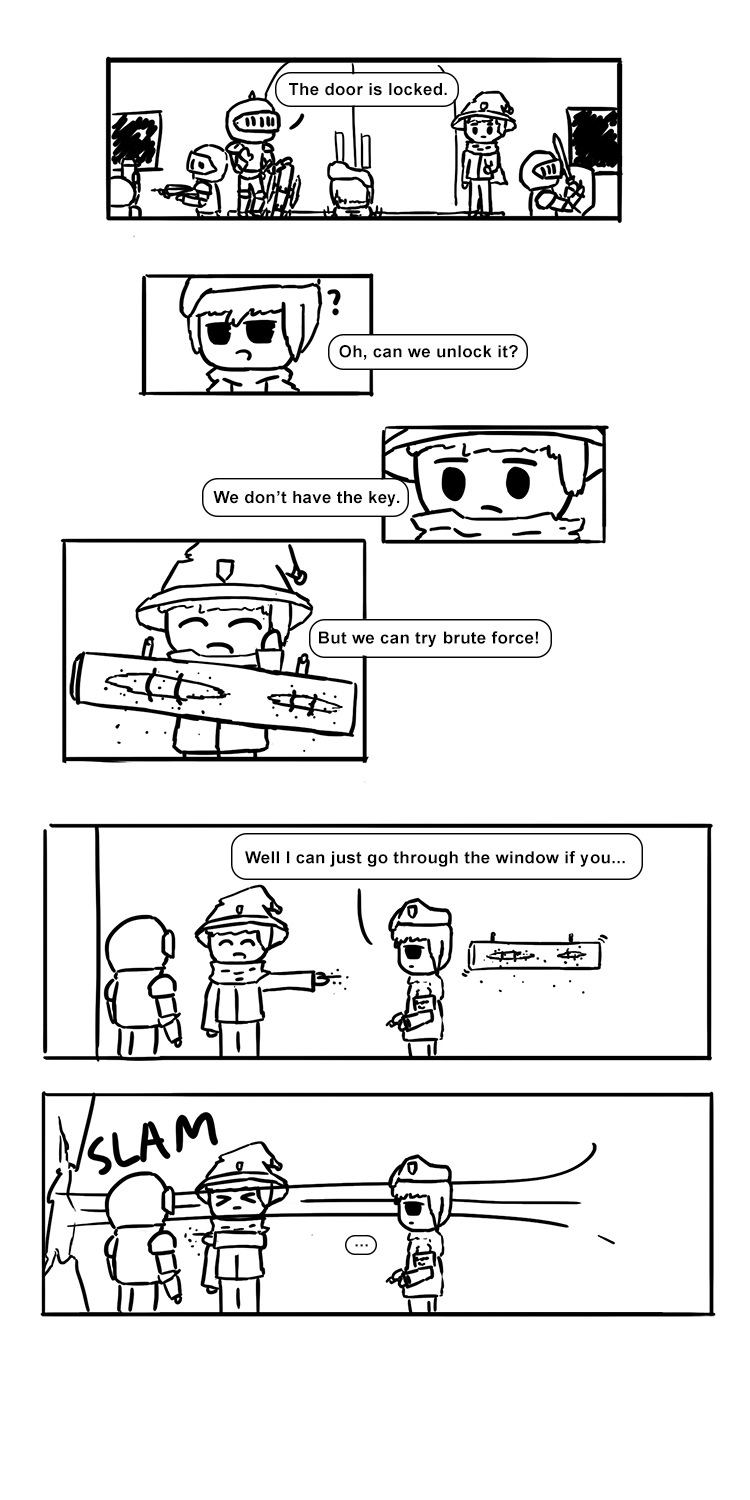 The door is locked.
?
Oh, can we unlock it?
We don't have the key.
But we can try brute force!
Well I can just go through the window if you...
SLAM
...